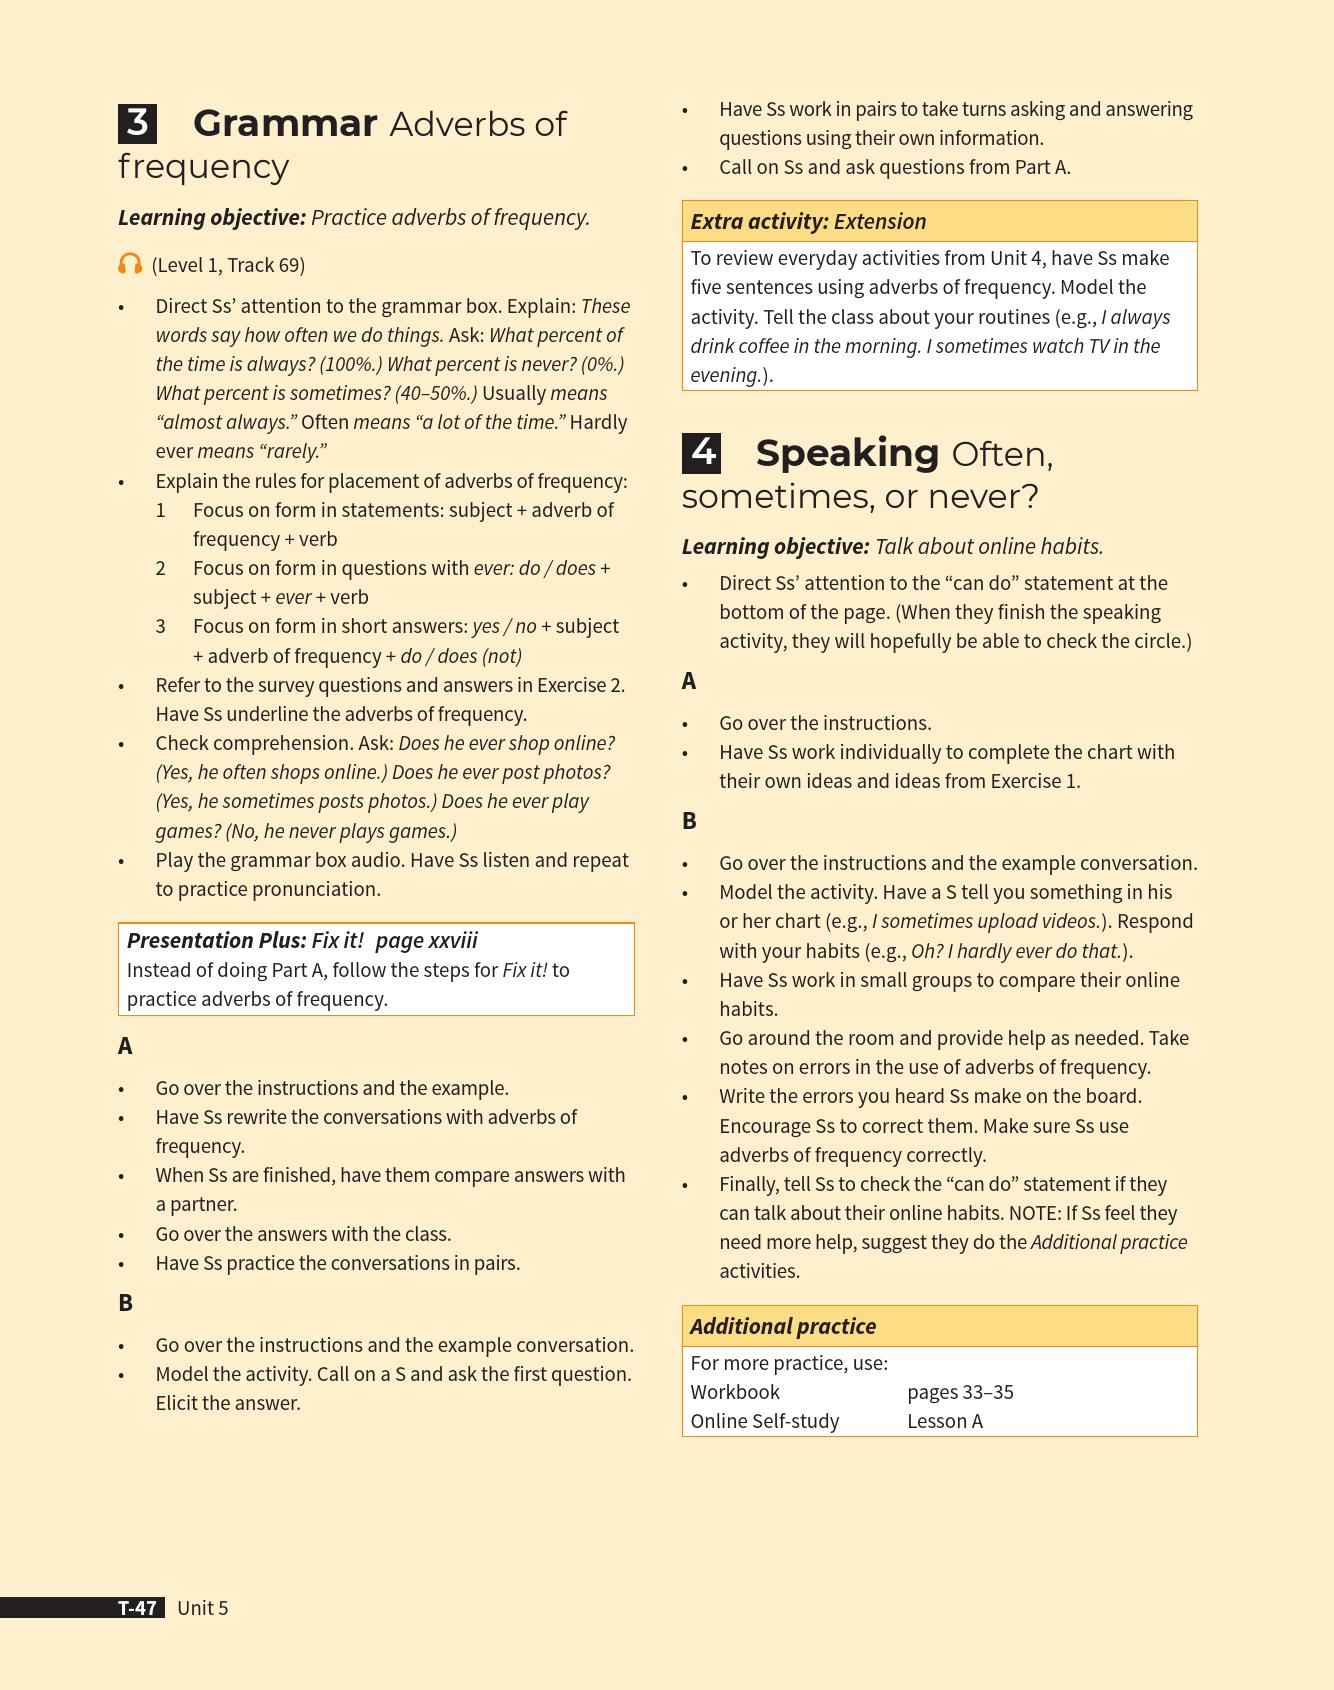 3 Grammar Adverbs of
frequency
Learning objective: Practice adverbs of frequency.
(Level 1, Track 69)
• Direct Ss’ attention to the grammar box. Explain: These
words say how often we do things. Ask: What percent of
the time is always? (100%.) What percent is never? (0%.)
What percent is sometimes? (40–50%.) Usually means
“almost always.” Often means “a lot of the time.” Hardly
ever means “rarely.”
• Explain the rules for placement of adverbs of frequency:
1 Focus on form in statements: subject + adverb of
frequency + verb
2 Focus on form in questions with ever: do / does +
subject + ever + verb
3 Focus on form in short answers: yes / no + subject
+ adverb of frequency + do / does (not)
• Refer to the survey questions and answers in Exercise 2.
Have Ss underline the adverbs of frequency.
• Check comprehension. Ask: Does he ever shop online?
(Yes, he often shops online.) Does he ever post photos?
(Yes, he sometimes posts photos.) Does he ever play
games? (No, he never plays games.)
• Play the grammar box audio. Have Ss listen and repeat
to practice pronunciation.
Presentation Plus: Fix it! page xxviii
Instead of doing Part A, follow the steps for Fix it! to
practice adverbs of frequency.
A
• Go over the instructions and the example.
• Have Ss rewrite the conversations with adverbs of
frequency.
• When Ss are finished, have them compare answers with
a partner.
• Go over the answers with the class.
• Have Ss practice the conversations in pairs.
B
• Go over the instructions and the example conversation.
• Model the activity. Call on a S and ask the first question.
Elicit the answer.
• Have Ss work in pairs to take turns asking and answering
questions using their own information.
• Call on Ss and ask questions from Part A.
Extra activity: Extension
To review everyday activities from Unit 4, have Ss make
five sentences using adverbs of frequency. Model the
activity. Tell the class about your routines (e.g., I always
drink coffee in the morning. I sometimes watch TV in the
evening.).
4 Speaking Often,
sometimes, or never?
Learning objective: Talk about online habits.
• Direct Ss’ attention to the “can do” statement at the
bottom of the page. (When they finish the speaking
activity, they will hopefully be able to check the circle.)
A
• Go over the instructions.
• Have Ss work individually to complete the chart with
their own ideas and ideas from Exercise 1.
B
• Go over the instructions and the example conversation.
• Model the activity. Have a S tell you something in his
or her chart (e.g., I sometimes upload videos.). Respond
with your habits (e.g., Oh? I hardly ever do that.).
• Have Ss work in small groups to compare their online
habits.
• Go around the room and provide help as needed. Take
notes on errors in the use of adverbs of frequency.
• Write the errors you heard Ss make on the board.
Encourage Ss to correct them. Make sure Ss use
adverbs of frequency correctly.
• Finally, tell Ss to check the “can do” statement if they
can talk about their online habits. NOTE: If Ss feel they
need more help, suggest they do the Additional practice
activities.
Additional practice
For more practice, use:
Workbook pages 33–35
Online Self-study Lesson A
T-47 Unit 5